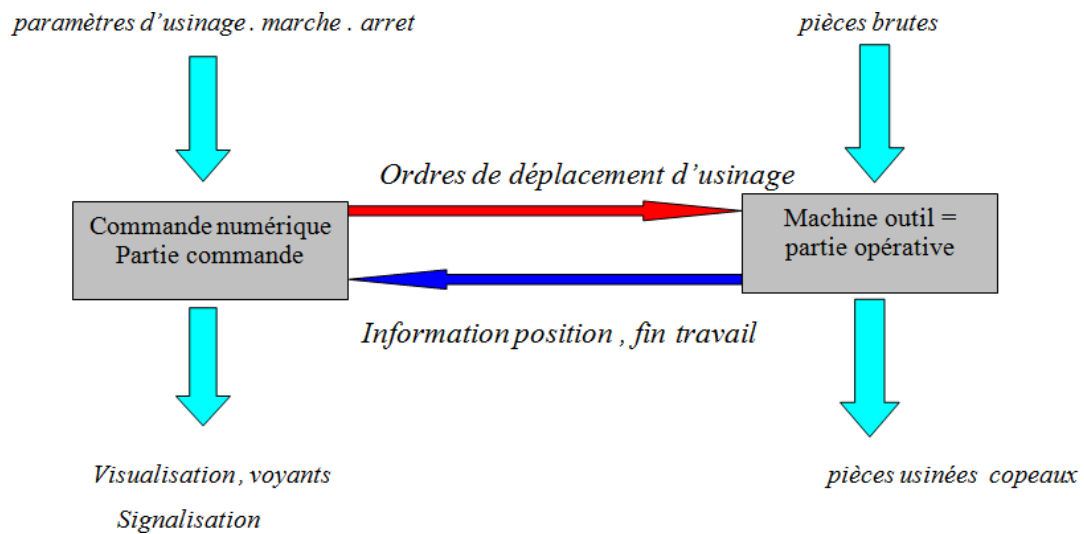 paramètres d'usinage . marche . arret
pièces brutes
Ordres de déplacement d'usinage
Commande numérique
Partie commande
Machine outil =
partie opérative
Information position , fin travail
Visualisation, voyants
Signalisation
pièces usinées copeaux